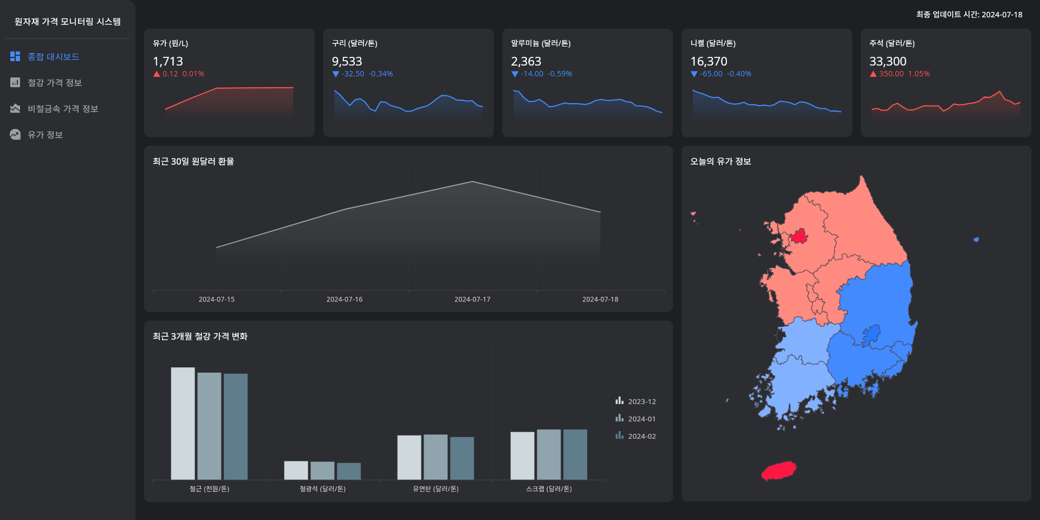 원자재 가격 모니터링 시스템
종합 대시보드
철강 가격 정보
비철금속 가격 정보
유가 정보
최종 업데이트 시간: 2024-07-18
유가 (원/L)
1,713
▲ 0.12 0.01%
구리 (달러/톤)
9,533
▼ -32.50 -0.34%
알루미늄 (달러/톤)
2,363
▼ -14.00 -0.59%
니켈 (달러/톤)
16,370
▼ -65.00 -0.40%
주석 (달러/톤)
33,300
▲ 350.00 1.05%
최근 30일 원달러 환율
2024-07-15 2024-07-16 2024-07-17 2024-07-18
최근 3개월 철강 가격 변화
2023-12
2024-01
2024-02
철근 (천원/톤) 철광석 (달러/톤) 유연탄 (달러/톤) 스크랩 (달러/톤)
오늘의 유가 정보